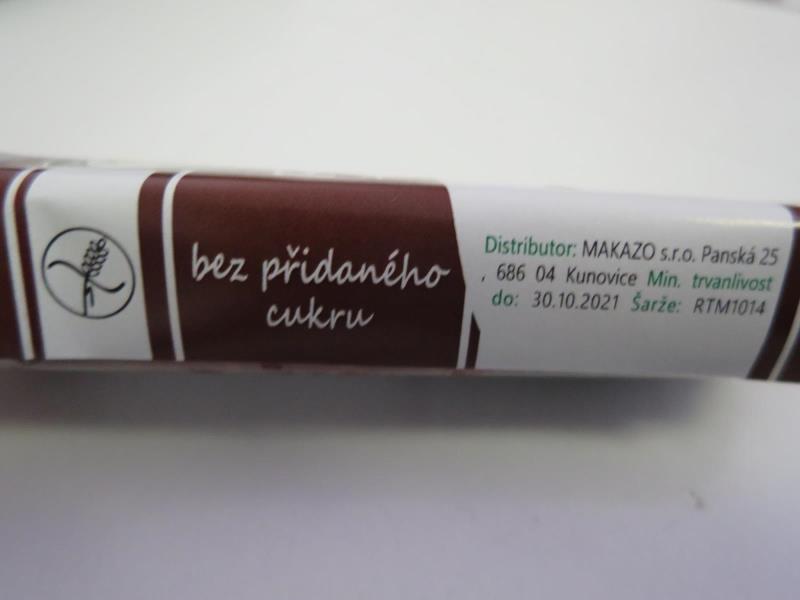 bez přidaného
cukru
Distributor: MAKAZO s.r.o. Panská 25
, 686 04 Kunovice Min. trvanlivost
do: 30.10.2021 Šarže: RTM1014